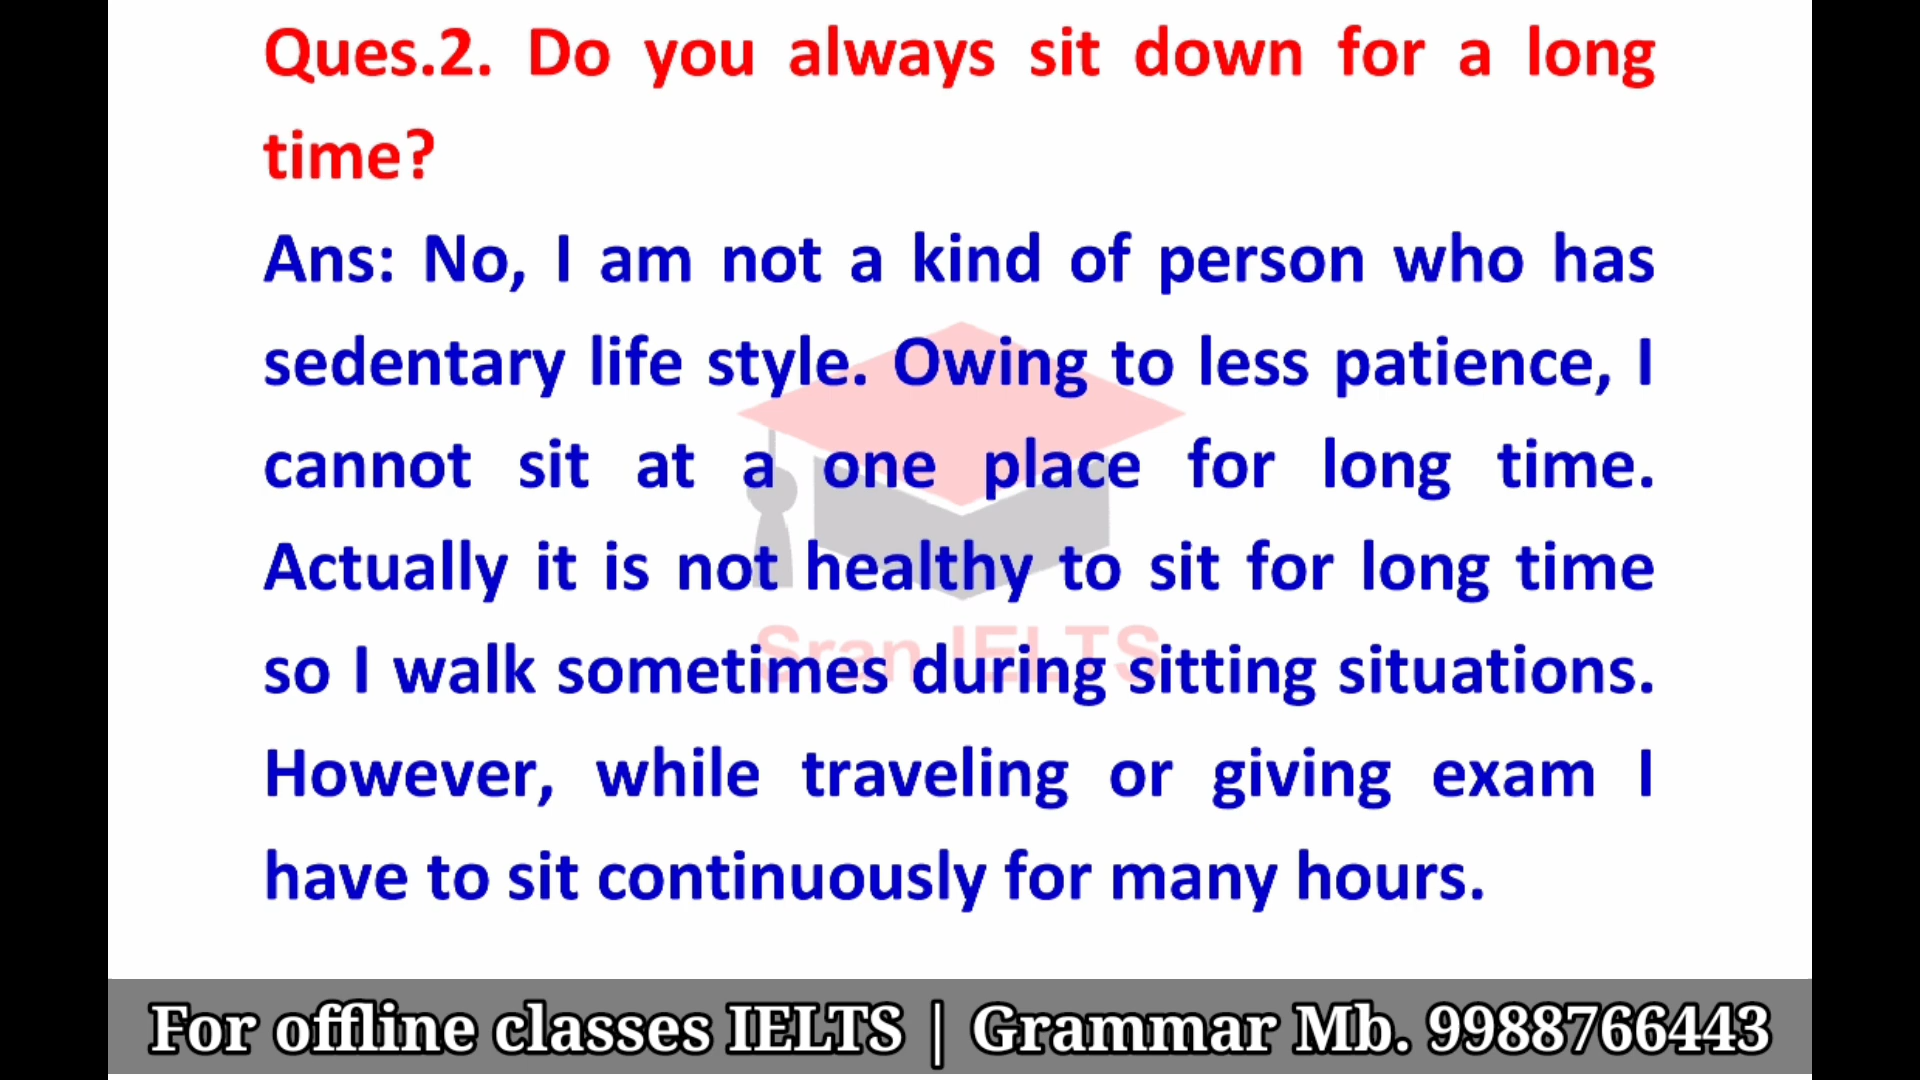 Ques.2. Do you always sit down for a long
time?
Ans: No, I am not a kind of person who has
sedentary life style. Owing to less patience, I
cannot sit at a one place for long time.
Actually it is not healthy to sit for long time
so I walk sometimes during sitting situations.
However, while traveling or giving exam I
have to sit continuously for many hours.
Sran IELTS
For offline classes IELTS | Grammar Mb. 9988766443